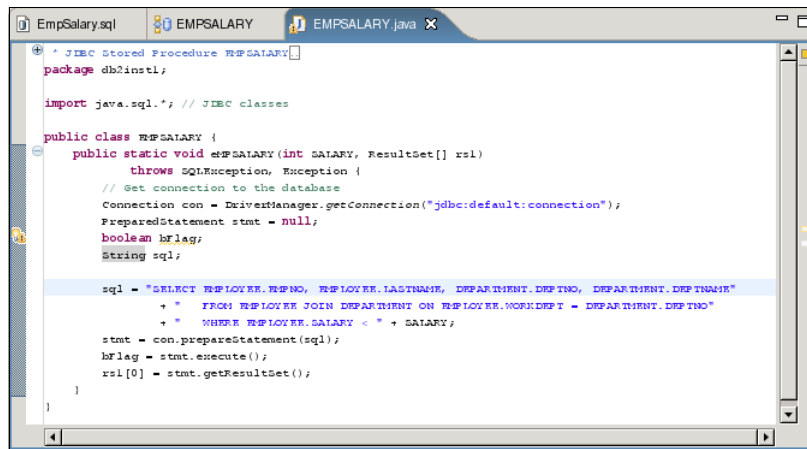 EmpSalary.sql EMPSALARY EMPSALARY.java
* JDBC Stored Procedure EMPSALARY
package db2inst1;
import java.sql.*; // JDBC classes
public class EMPSALARY {
public static void eMPSALARY(int SALARY, ResultSet[] rs1)
throws SQLException, Exception {
// Get connection to the database
Connection con = DriverManager.getConnection("jdbc:default:connection");
PreparedStatement stmt = null;
boolean bFlag;
String sql;
sql = "SELECT EMPLOYEE.EMPNO, EMPLOYEE.LASTNAME, DEPARTMENT.DEPTNO, DEPARTMENT.DEPTNAME"
+ "   FROM EMPLOYEE JOIN DEPARTMENT ON EMPLOYEE.WORKDEPT = DEPARTMENT.DEPTNO"
+ "   WHERE EMPLOYEE.SALARY < " + SALARY;
stmt = con.prepareStatement(sql);
bFlag = stmt.execute();
rs1[0] = stmt.getResultSet();
}
}